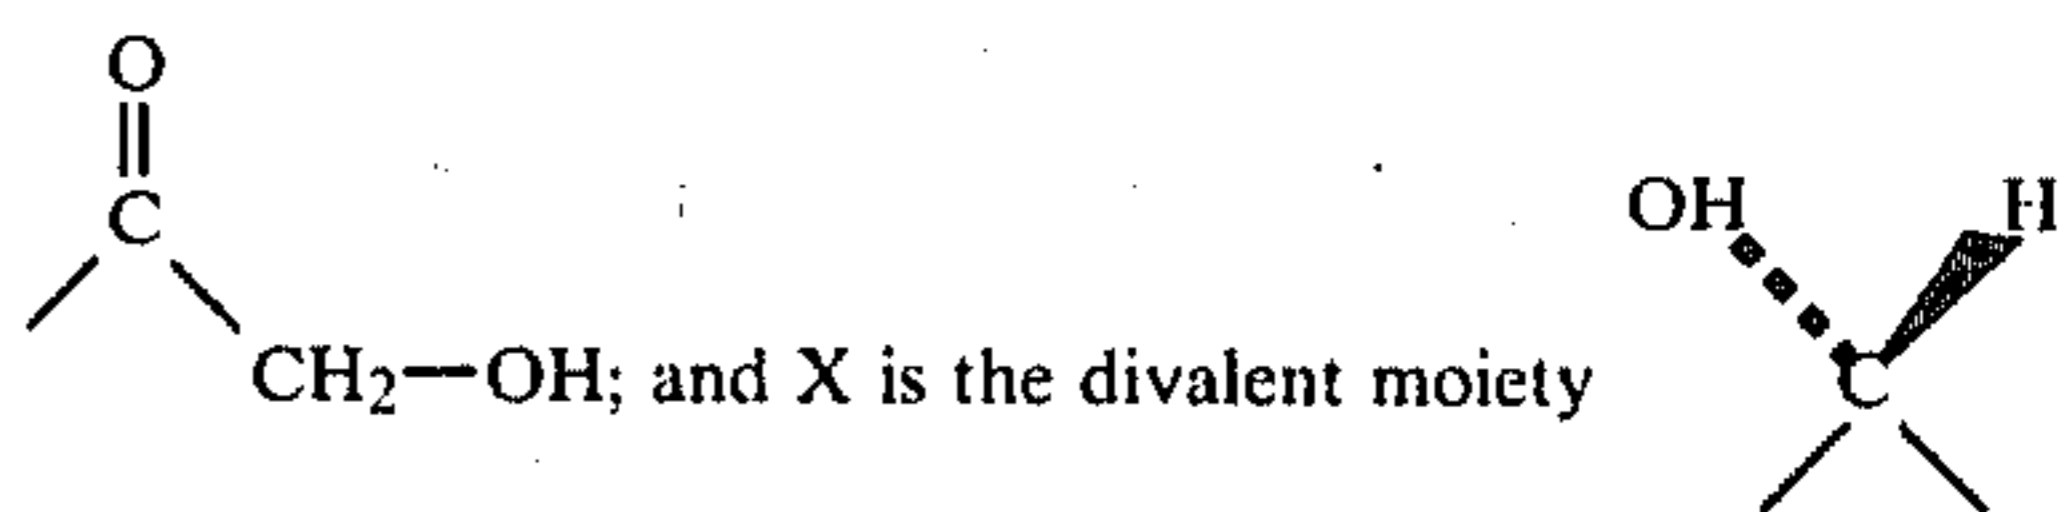 O
C
OH H
CH₂—OH; and X is the divalent moiety C